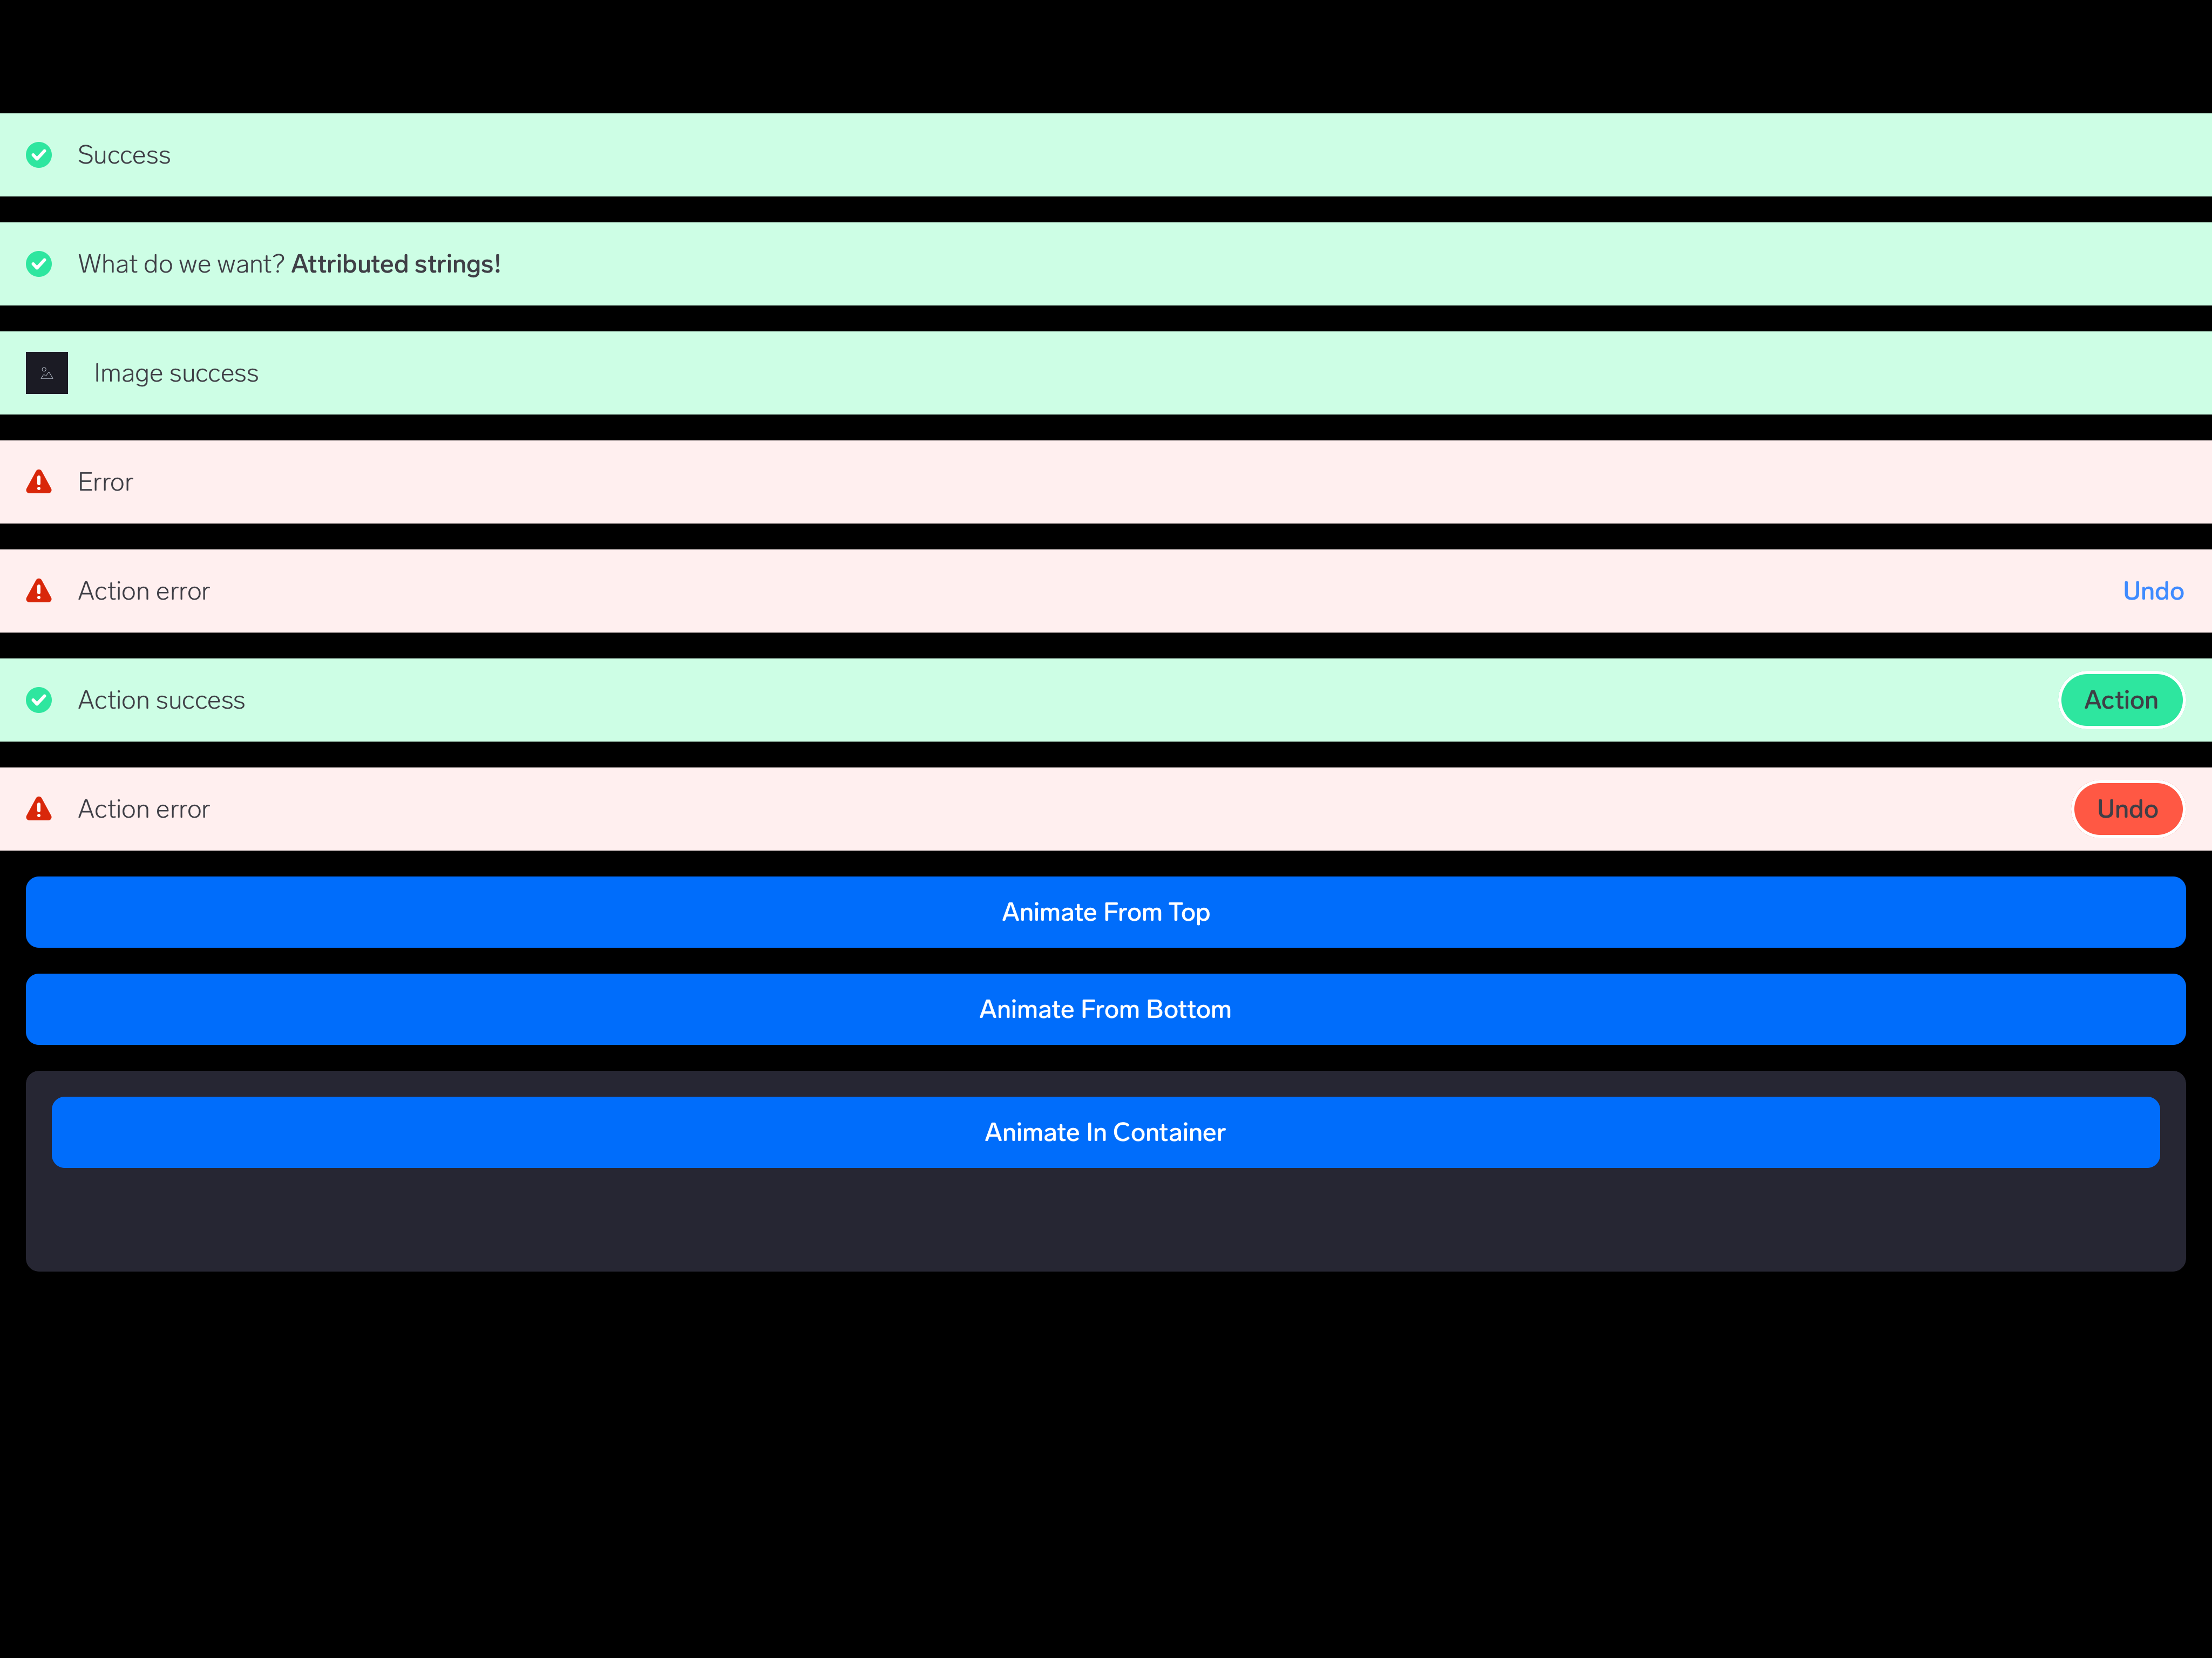 Success
What do we want? Attributed strings!
Image success
Error
Action error Undo
Action success Action
Action error Undo
Animate From Top
Animate From Bottom
Animate In Container